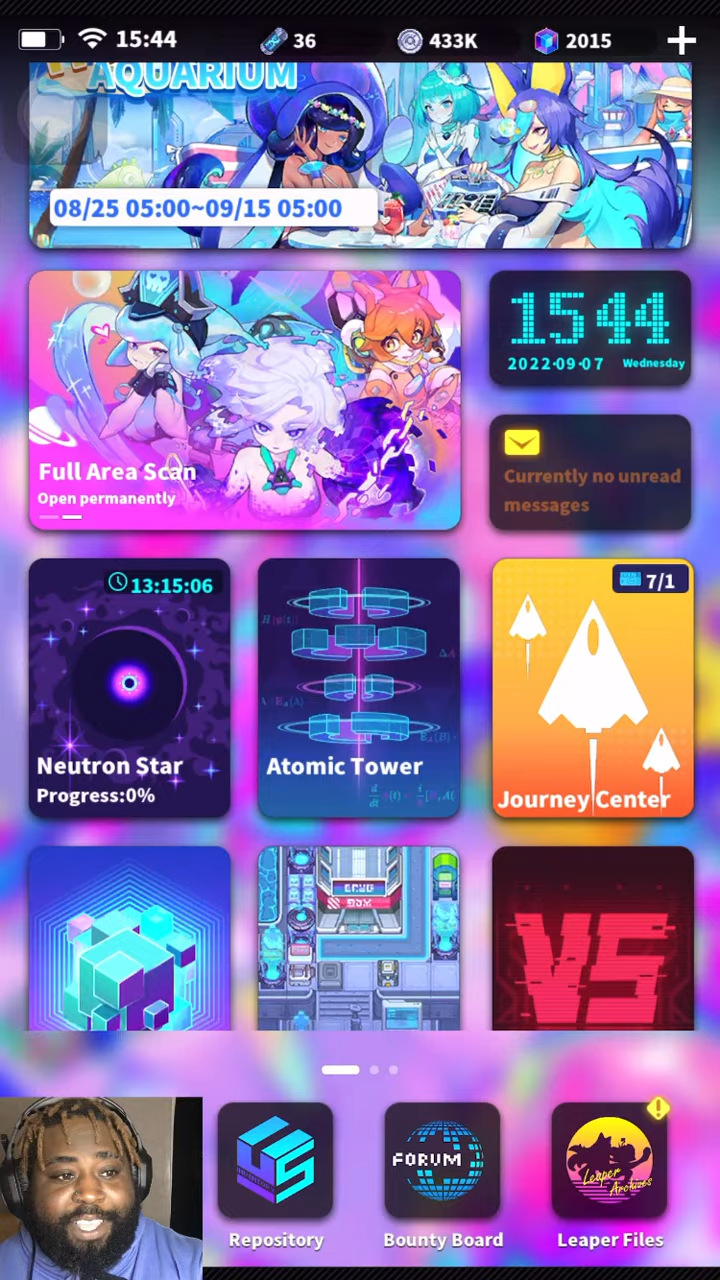 15:44 36 433K 2015
AQUARIUM
08/25 05:00~09/15 05:00
15 44
2022·09·07 Wednesday
Full Area Scan
Open permanently
Currently no unread
messages
13:15:06
7/1
Neutron Star
Progress:0%
Atomic Tower
Journey Center
VS
FORUM
Leaper
Archives
Repository
Bounty Board
Leaper Files